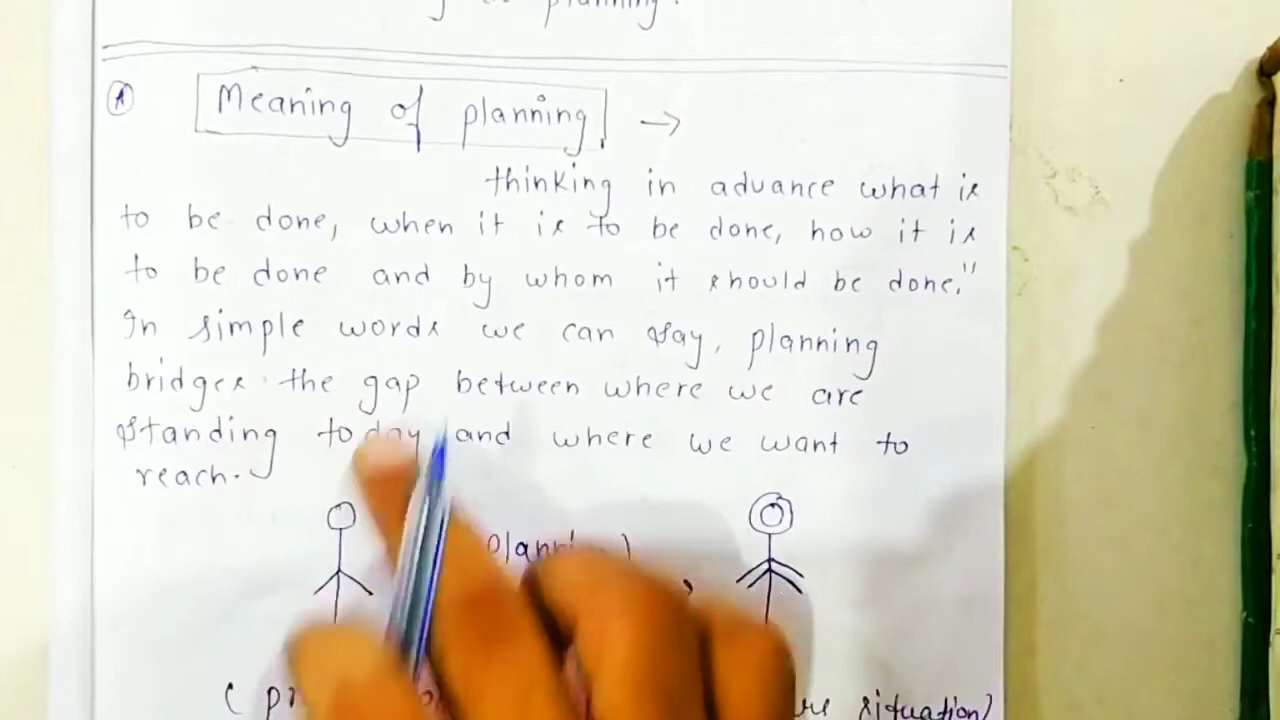 planning.
A Meaning of planning →
thinking in advance what is
to be done, when it is to be done, how it is
to be done and by whom it should be done."
In simple words we can say, planning
bridges the gap between where we are
standing today and where we want to
reach.
situation)